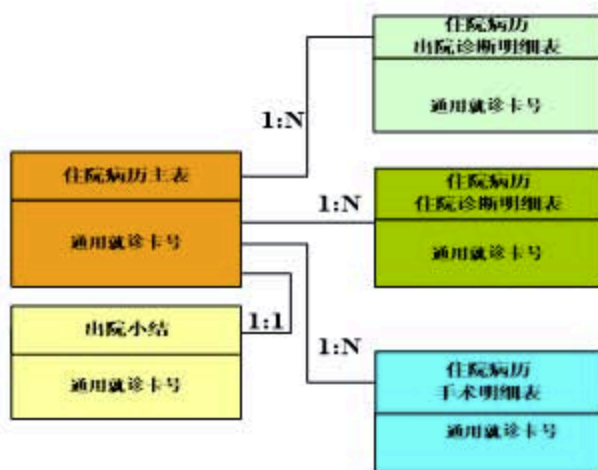 住院病历
出院诊断明细表
通用就诊卡号
1:N
住院病历主表
通用就诊卡号
住院病历
住院诊断明细表
通用就诊卡号
1:N
出院小结
通用就诊卡号
1:1
1:N
住院病历
手术明细表
通用就诊卡号